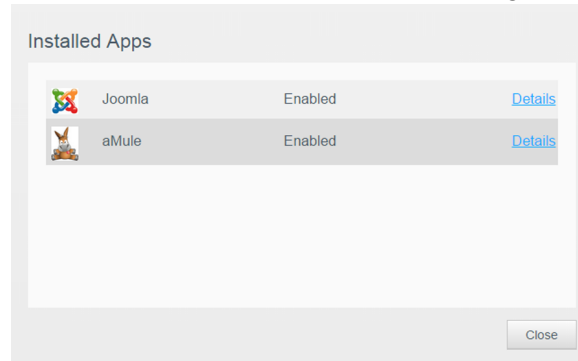 Installed Apps
Joomla Enabled Details
aMule Enabled Details
Close